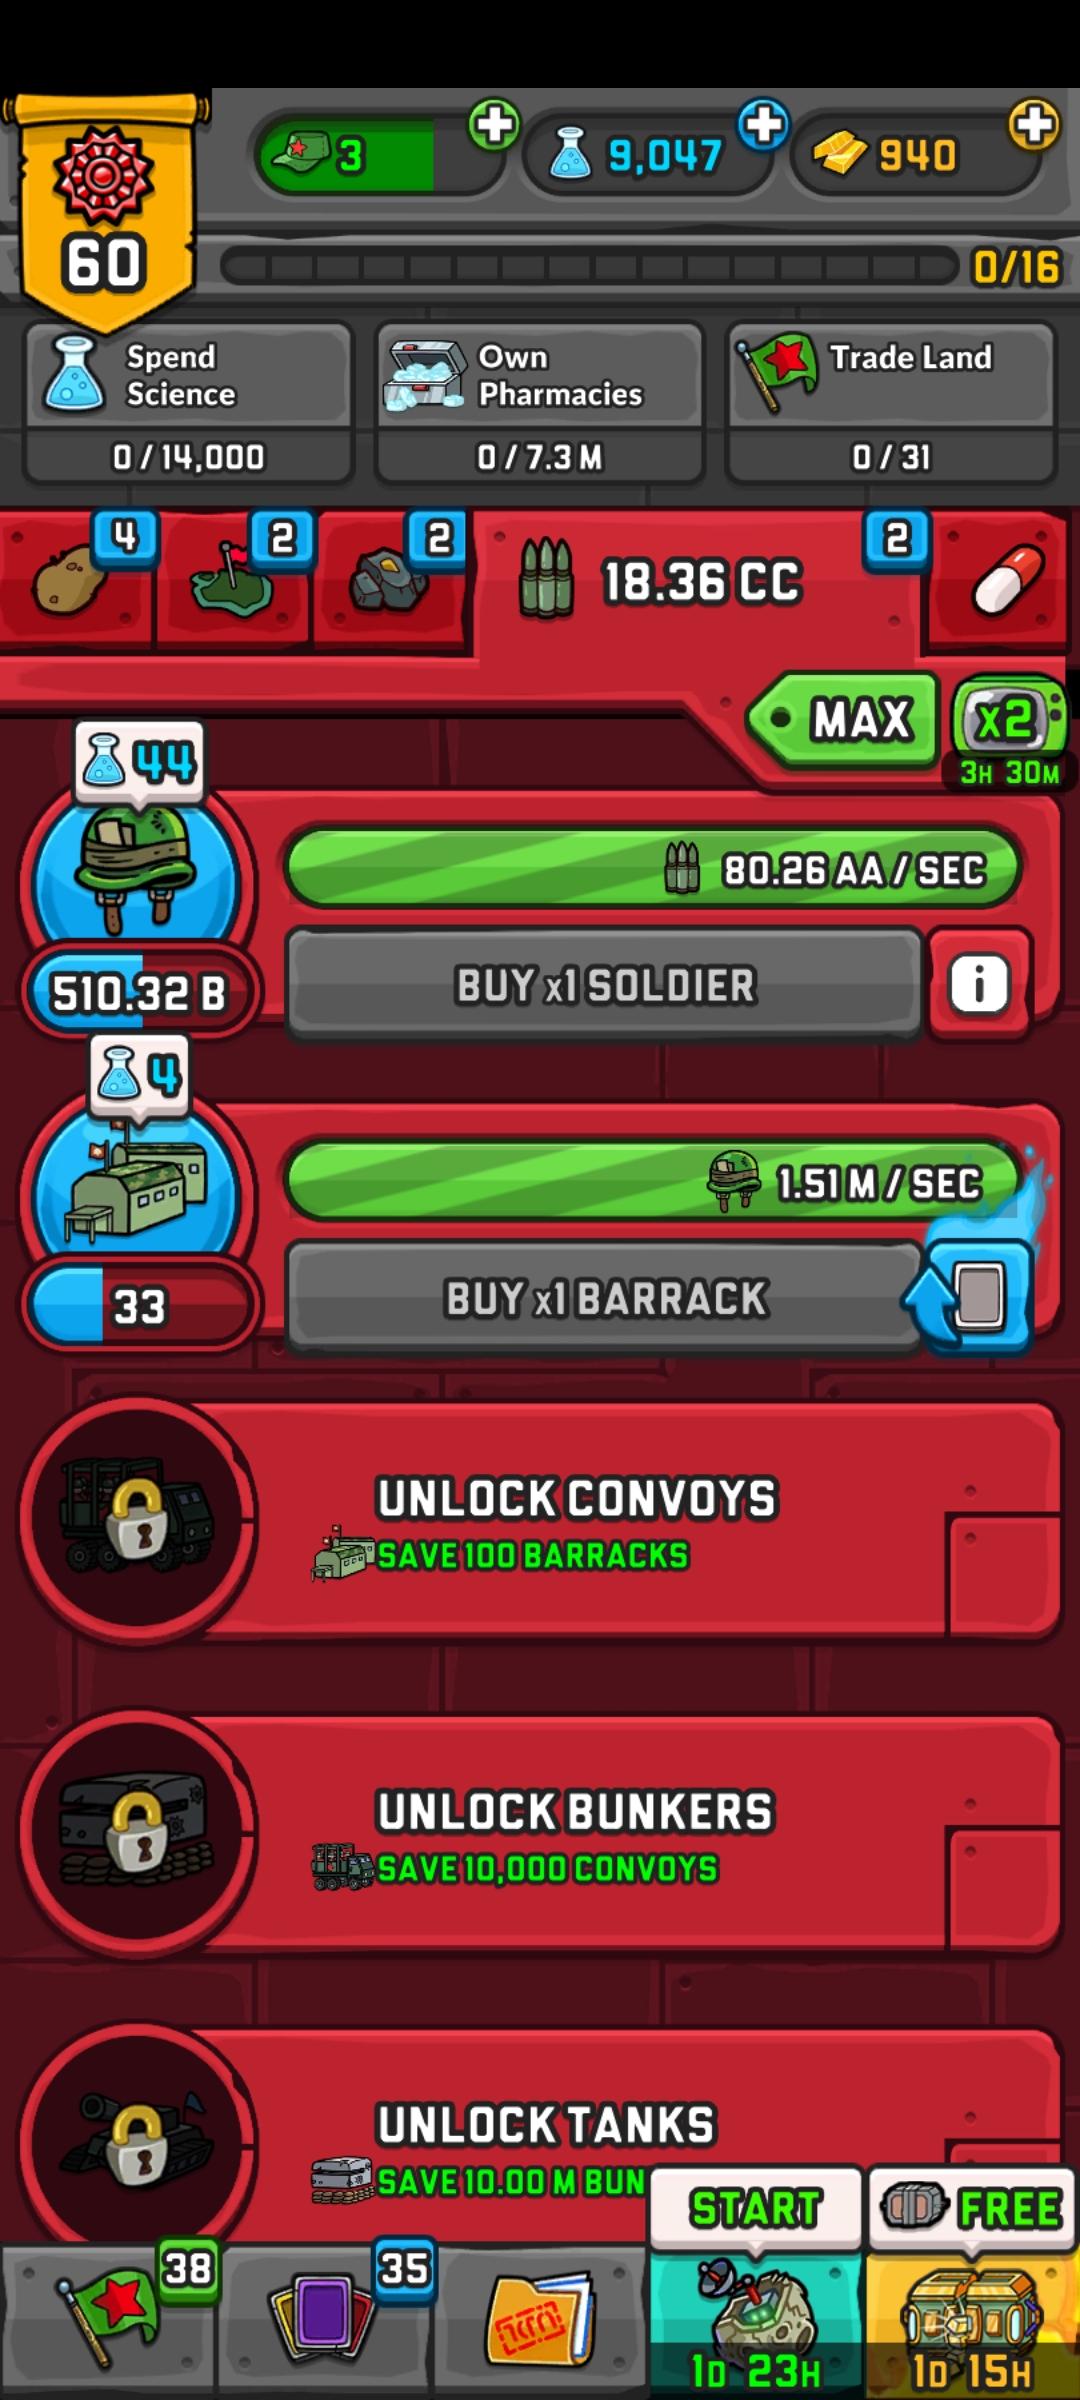 3
9,047
940
60
0/16
Spend
Science
0/14,000
Own
Pharmacies
0/7.3 M
Trade Land
0/31
4
2
2
18.36 CC
2
MAX
x2
3H 30M
44
80.26 AA / SEC
510.32 B
BUY x1 SOLDIER
i
4
1.51 M / SEC
33
BUY x1 BARRACK
UNLOCK CONVOYS
SAVE 100 BARRACKS
UNLOCK BUNKERS
SAVE 10,000 CONVOYS
UNLOCK TANKS
SAVE 10.00 M BUN
START
FREE
38
35
1D 23H
1D 15H